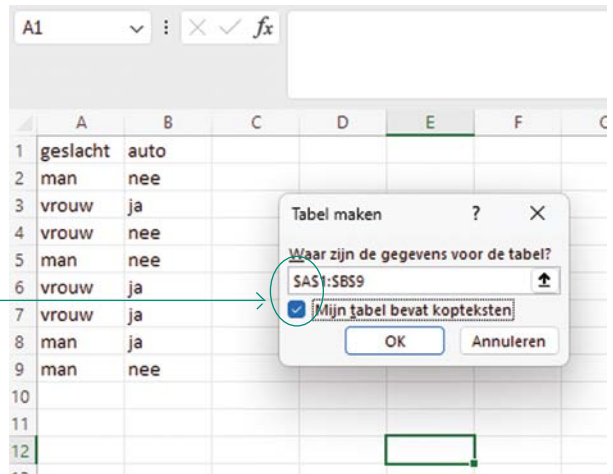 A1
fx
A B C D E F
1 geslacht auto
2 man nee
3 vrouw ja
4 vrouw nee
5 man nee
6 vrouw ja
7 vrouw ja
8 man ja
9 man nee
10
11
12
Tabel maken ? X
Waar zijn de gegevens voor de tabel?
$A$1:$B$9
Mijn tabel bevat kopteksten
OK Annuleren